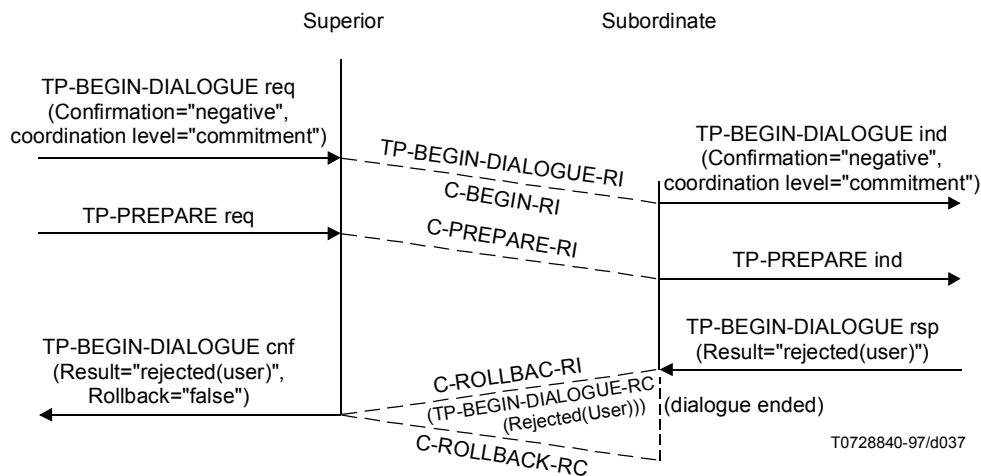 Superior
Subordinate
TP-BEGIN-DIALOGUE req
(Confirmation="negative",
coordination level="commitment")
TP-BEGIN-DIALOGUE-RI
C-BEGIN-RI
TP-BEGIN-DIALOGUE ind
(Confirmation="negative",
coordination level="commitment")
TP-PREPARE req
C-PREPARE-RI
TP-PREPARE ind
TP-BEGIN-DIALOGUE rsp
(Result="rejected(user)")
TP-BEGIN-DIALOGUE cnf
(Result="rejected(user)",
Rollback="false")
C-ROLLBAC-RI
(TP-BEGIN-DIALOGUE-RC
(Rejected(User)))
(dialogue ended)
C-ROLLBACK-RC
T0728840-97/d037